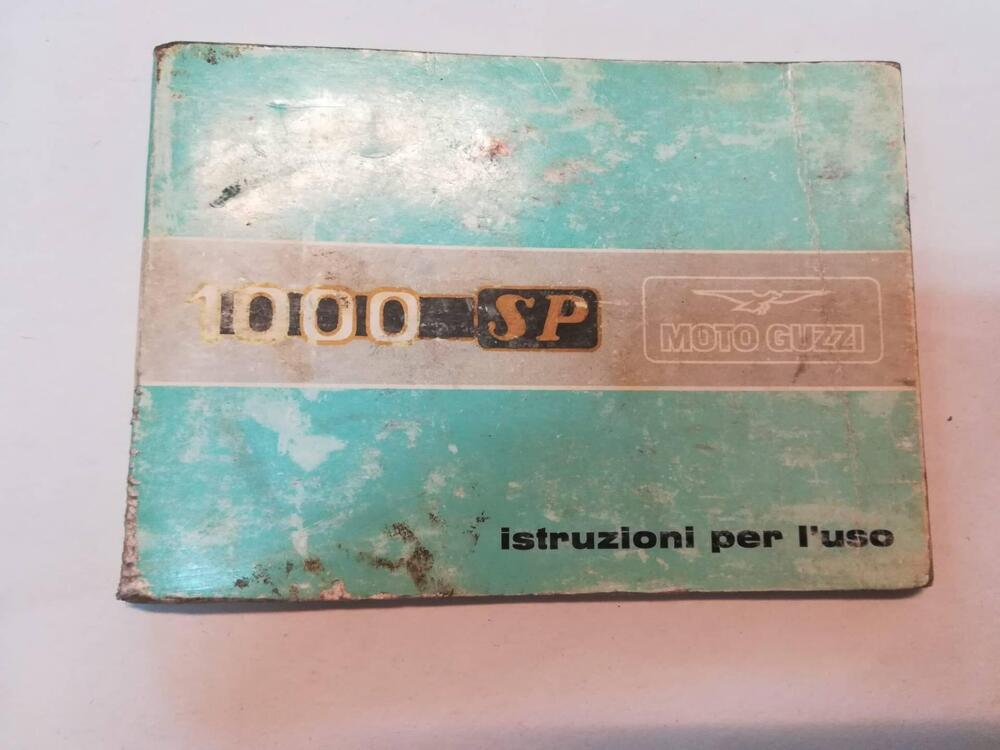 1000 SP
MOTO GUZZI
istruzioni per l'uso